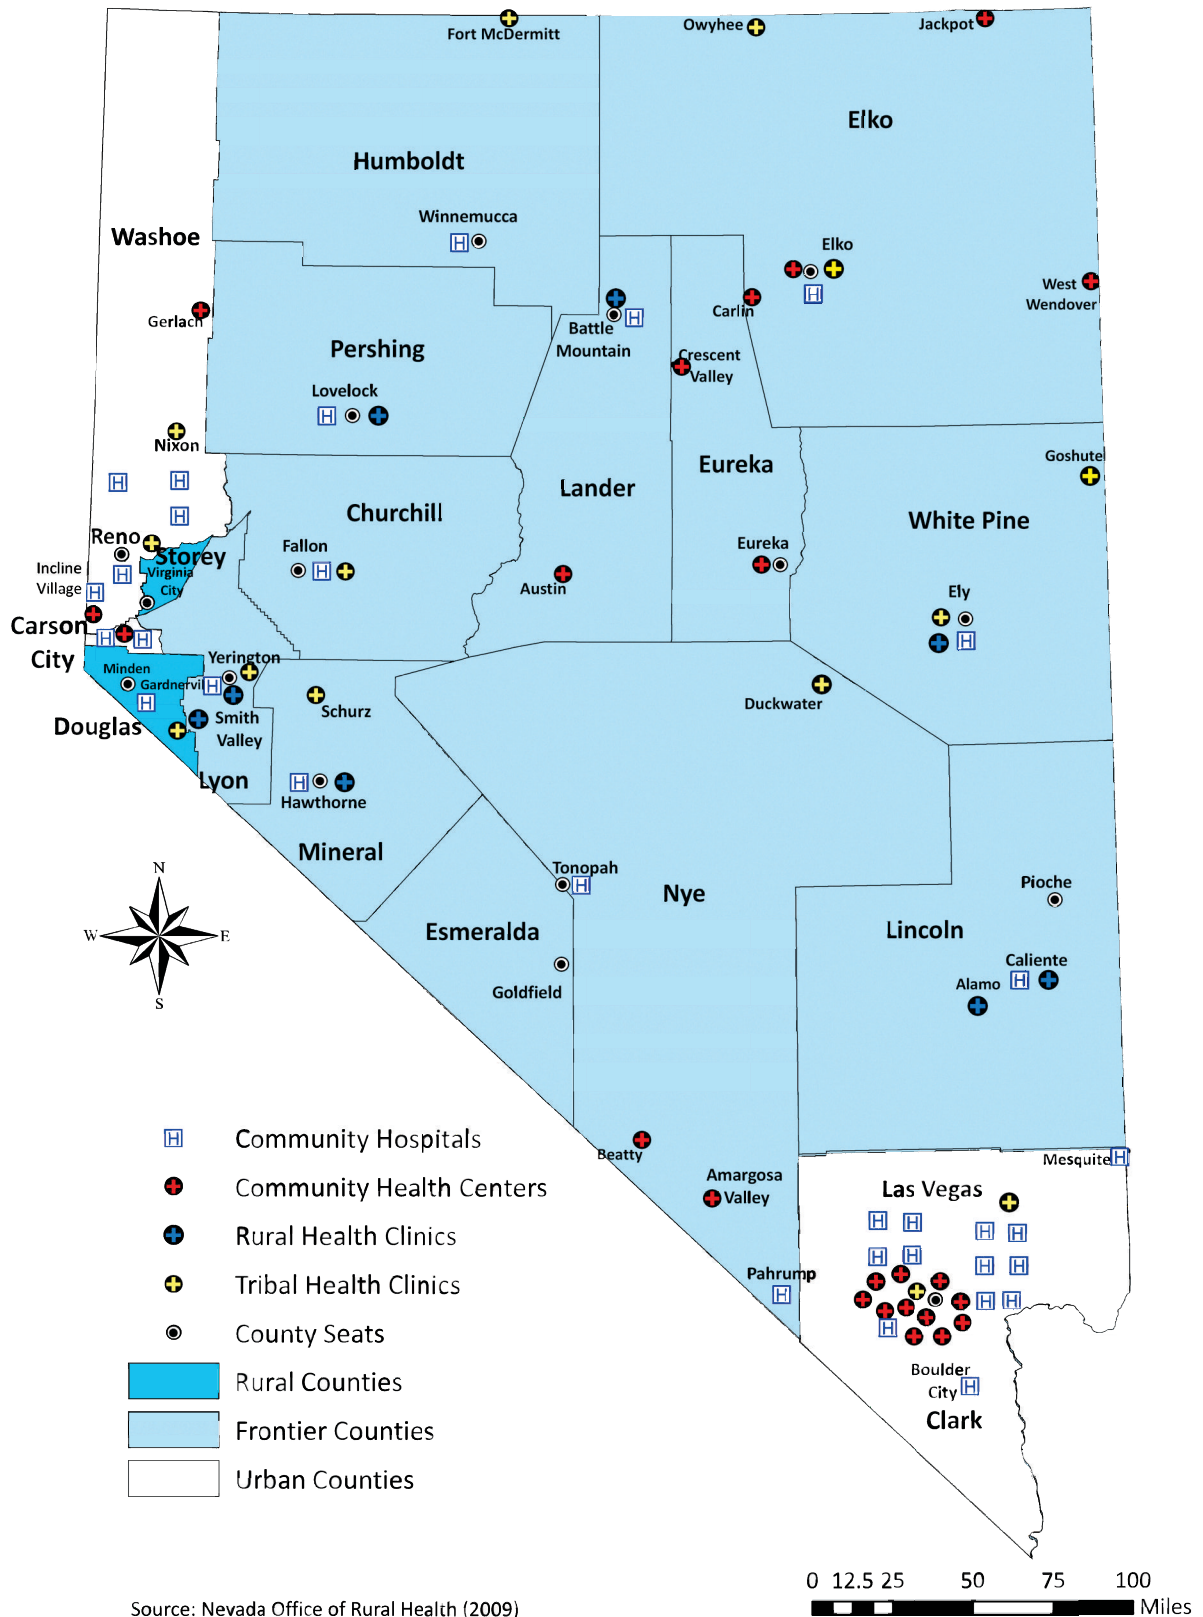 Fort McDermitt
Owyhee
Jackpot
Elko
Humboldt
Winnemucca
Washoe
Elko
West
Wendover
Carlin
Gerlach
Battle
Mountain
Pershing
Crescent
Valley
Lovelock
Nixon
Goshute
Eureka
Lander
Churchill
White Pine
Reno
Storey
Fallon
Eureka
Incline
Village
Virginia
City
Austin
Ely
Carson
City
Yerington
Minden
Gardnervil
Duckwater
Schurz
Smith
Valley
Douglas
Lyon
Hawthorne
Mineral
N
W
E
S
Tonopah
Nye
Pioche
Esmeralda
Lincoln
Caliente
Alamo
Goldfield
Beatty
Amargosa
Valley
Mesquite
Las Vegas
Pahrump
Boulder
City
Clark
H Community Hospitals
Community Health Centers
Rural Health Clinics
Tribal Health Clinics
County Seats
Rural Counties
Frontier Counties
Urban Counties
0 12.5 25 50 75 100
Miles
Source: Nevada Office of Rural Health (2009)